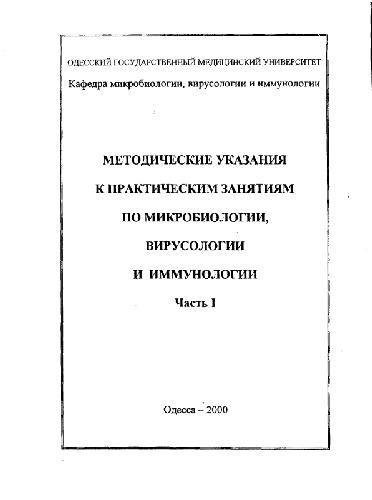 ОДЕССКИЙ ГОСУДАРСТВЕННЫЙ МЕДИЦИНСКИЙ УНИВЕРСИТЕТ
Кафедра микробиологии, вирусологии и иммунологии
МЕТОДИЧЕСКИЕ УКАЗАНИЯ
К ПРАКТИЧЕСКИМ ЗАНЯТИЯМ
ПО МИКРОБИОЛОГИИ,
ВИРУСОЛОГИИ
И ИММУНОЛОГИИ
Часть I
Одесса – 2000